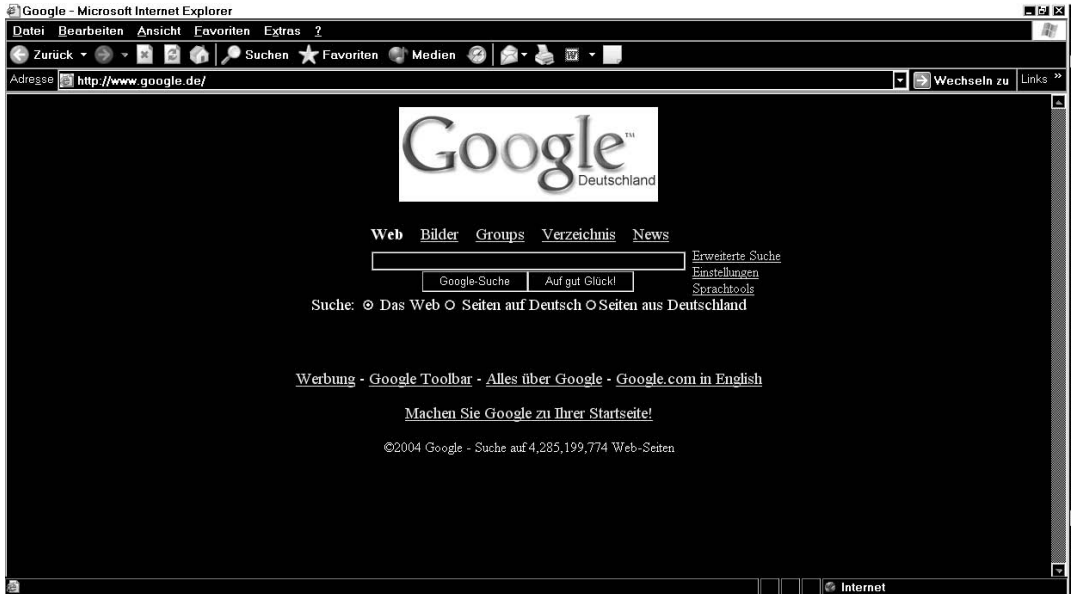 Google - Microsoft Internet Explorer
Datei Bearbeiten Ansicht Favoriten Extras ?
Zurück Suchen Favoriten Medien
Adresse http://www.google.de/ Wechseln zu Links »
Google™
Deutschland
Web Bilder Groups Verzeichnis News
Erweiterte Suche
Einstellungen
Google-Suche Auf gut Glück!
Sprachtools
Suche: Das Web Seiten auf Deutsch Seiten aus Deutschland
Werbung - Google Toolbar - Alles über Google - Google.com in English
Machen Sie Google zu Ihrer Startseite!
©2004 Google - Suche auf 4,285,199,774 Web-Seiten
Internet